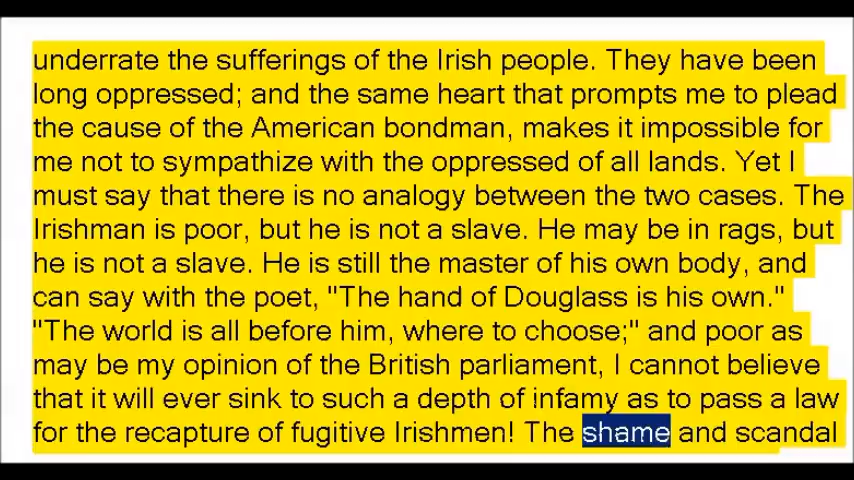 underrate the sufferings of the Irish people. They have been
long oppressed; and the same heart that prompts me to plead
the cause of the American bondman, makes it impossible for
me not to sympathize with the oppressed of all lands. Yet I
must say that there is no analogy between the two cases. The
Irishman is poor, but he is not a slave. He may be in rags, but
he is not a slave. He is still the master of his own body, and
can say with the poet, "The hand of Douglass is his own."
"The world is all before him, where to choose;" and poor as
may be my opinion of the British parliament, I cannot believe
that it will ever sink to such a depth of infamy as to pass a law
for the recapture of fugitive Irishmen! The shame and scandal